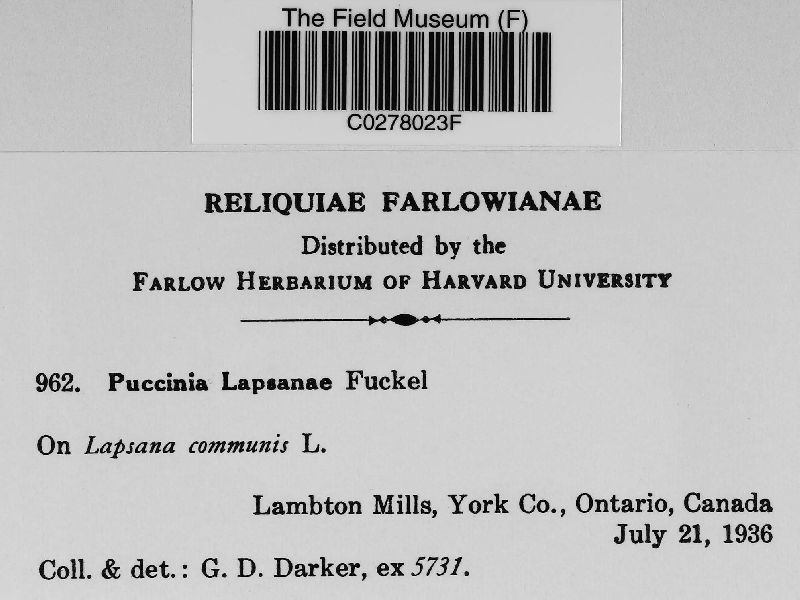 The Field Museum (F)
C0278023F
RELIQUIAE FARLOWIANAE
Distributed by the
FARLOW HERBARIUM OF HARVARD UNIVERSITY
962. Puccinia Lapsanae Fuckel
On Lapsana communis L.
Lambton Mills, York Co., Ontario, Canada
July 21, 1936
Coll. & det.: G. D. Darker, ex 5731.